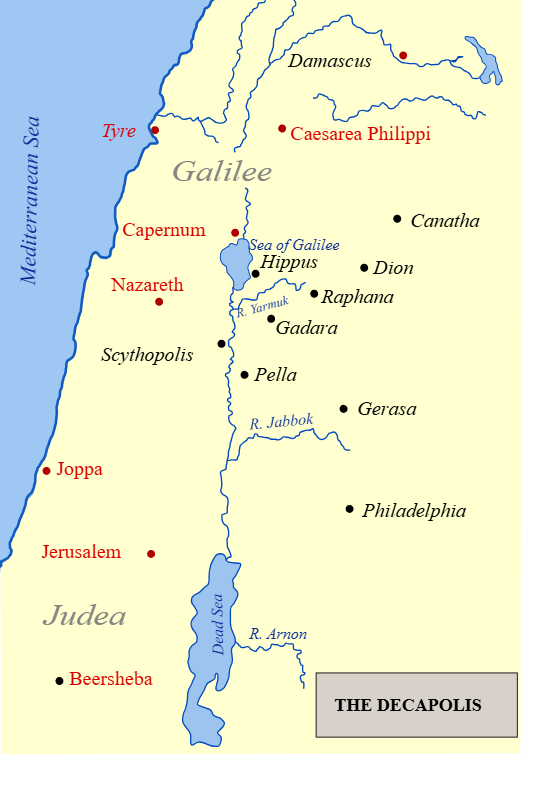 Damascus
Mediterranean Sea
Tyre
Caesarea Philippi
Galilee
Canatha
Capernum
Sea of Galilee
Hippus
Dion
Nazareth
Raphana
R. Yarmuk
Gadara
Scythopolis
Pella
Gerasa
R. Jabbok
Joppa
Philadelphia
Jerusalem
Dead Sea
Judea
R. Arnon
Beersheba
THE DECAPOLIS